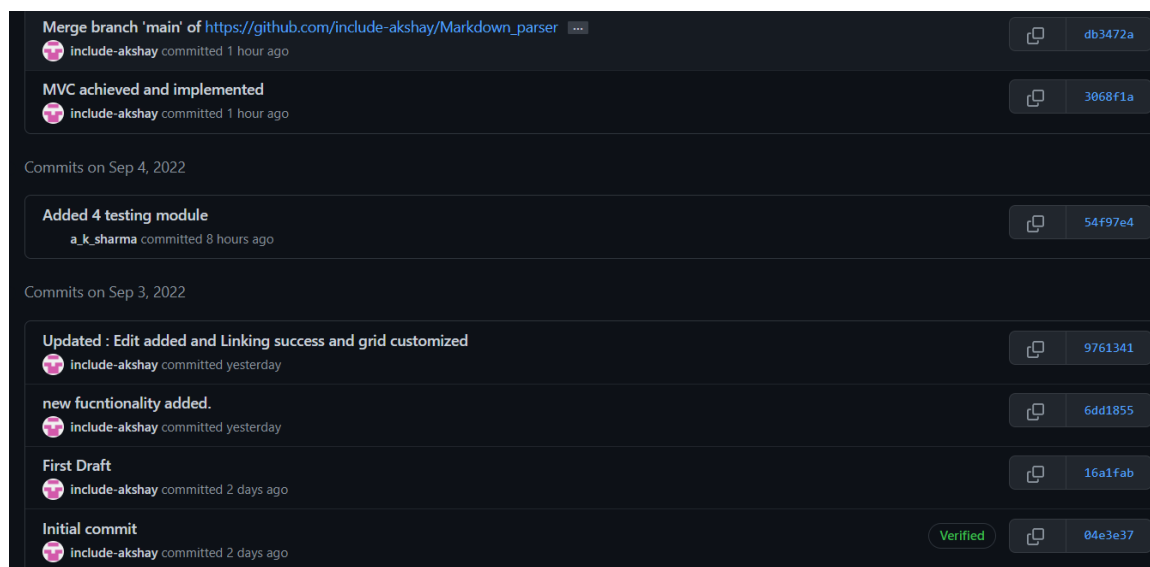 Merge branch 'main' of https://github.com/include-akshay/Markdown_parser ...
db3472a
include-akshay committed 1 hour ago
MVC achieved and implemented
3068f1a
include-akshay committed 1 hour ago
Commits on Sep 4, 2022
Added 4 testing module
54f97e4
a_k_sharma committed 8 hours ago
Commits on Sep 3, 2022
Updated : Edit added and Linking success and grid customized
9761341
include-akshay committed yesterday
new fucntionality added.
6dd1855
include-akshay committed yesterday
First Draft
16a1fab
include-akshay committed 2 days ago
Initial commit
Verified 04e3e37
include-akshay committed 2 days ago